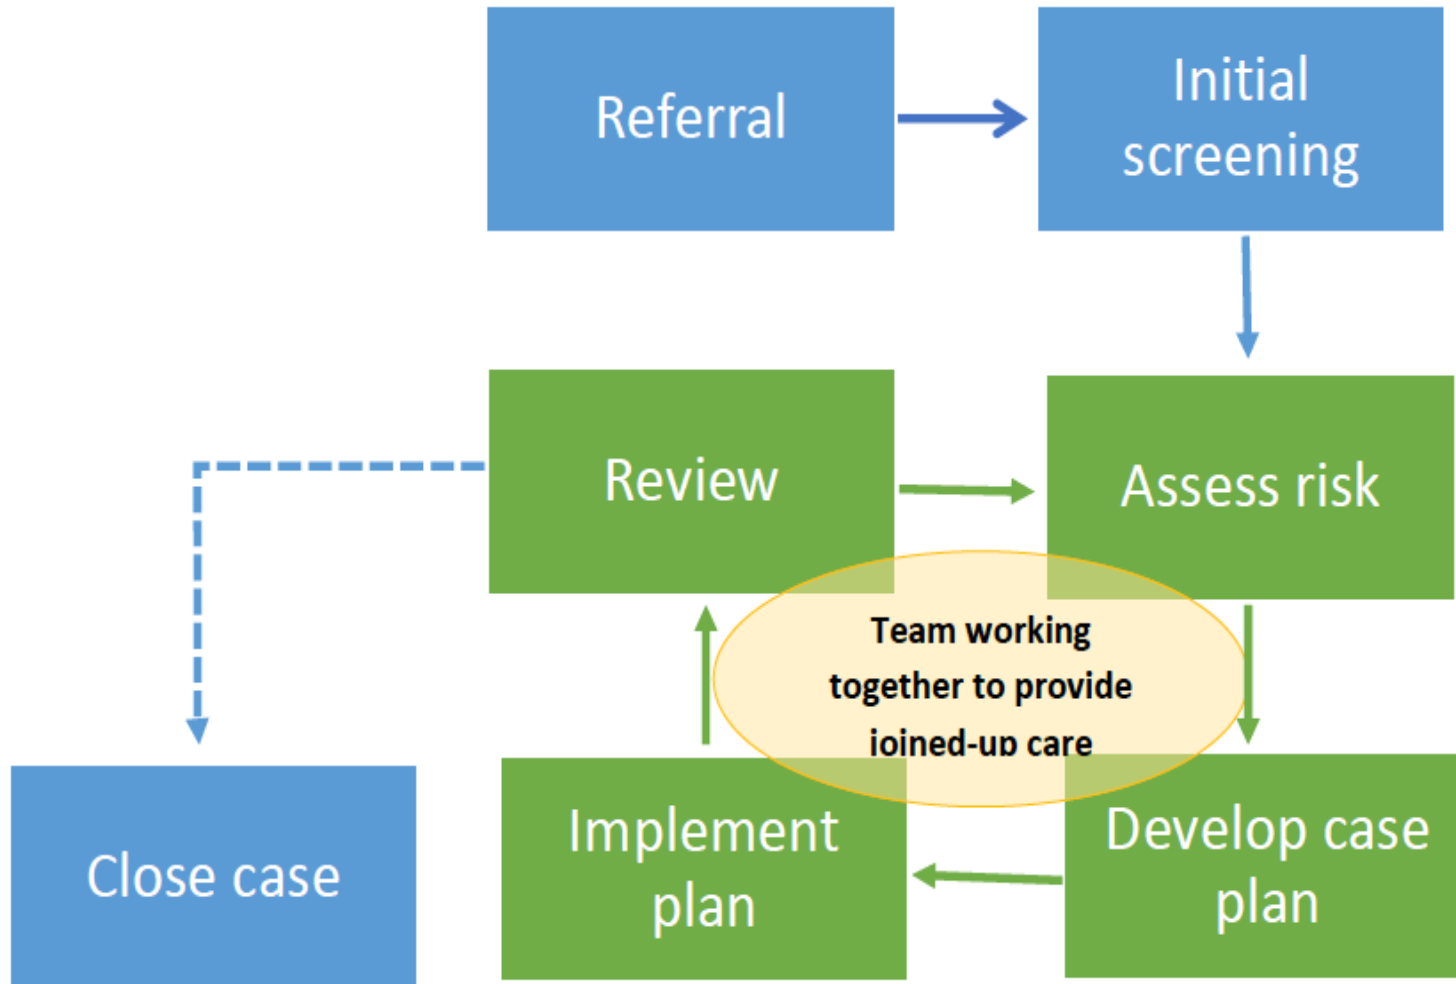 Referral
Initial
screening
Review
Assess risk
Team working
together to provide
joined-up care
Implement
plan
Develop case
plan
Close case